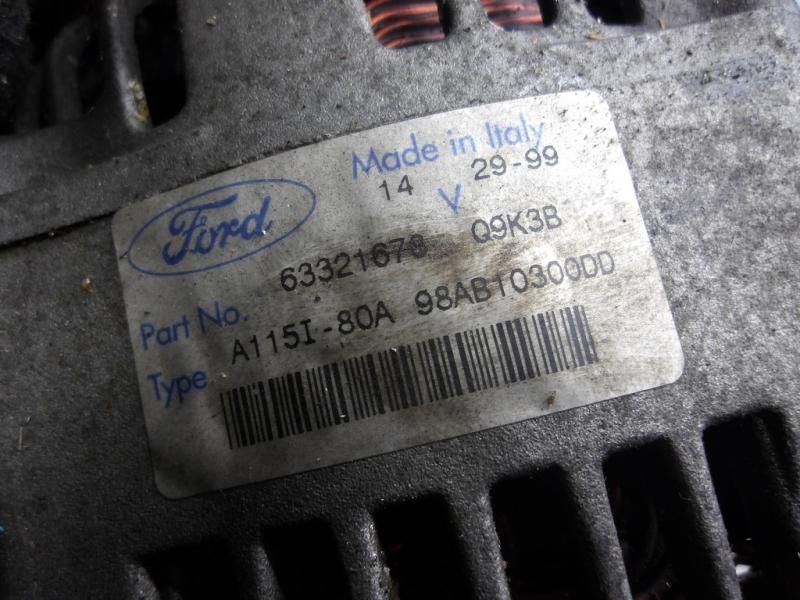 Made in Italy
14 V 29-99
Ford
63321678 Q9K3B
Part No.
A115I-80A 98AB10300DD
Type